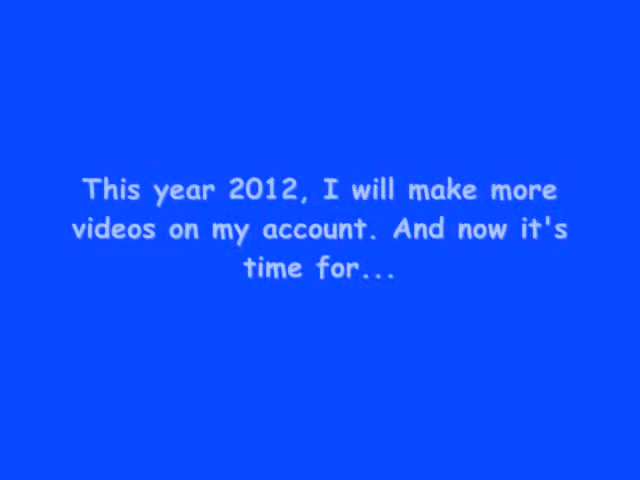 This year 2012, I will make more
videos on my account. And now it's
time for...